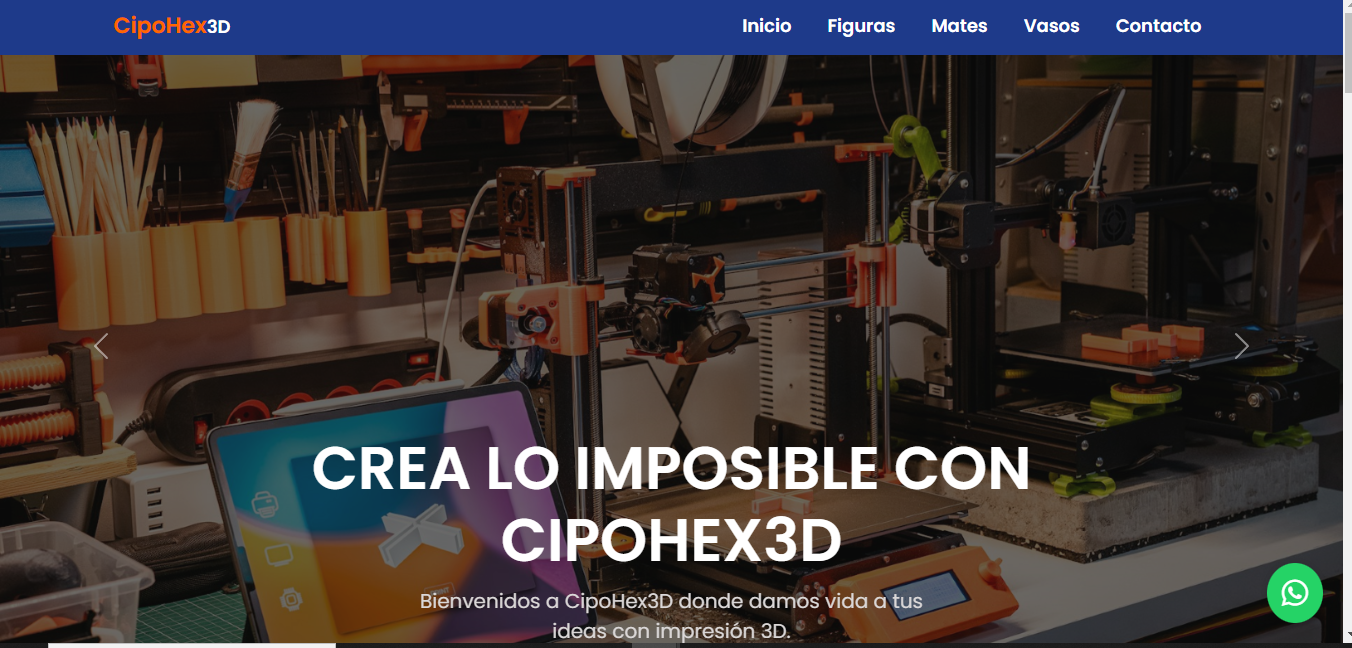 CipoHex3D
Inicio Figuras Mates Vasos Contacto
CREA LO IMPOSIBLE CON
CIPOHEX3D
Bienvenidos a CipoHex3D donde damos vida a tus
ideas con impresión 3D.